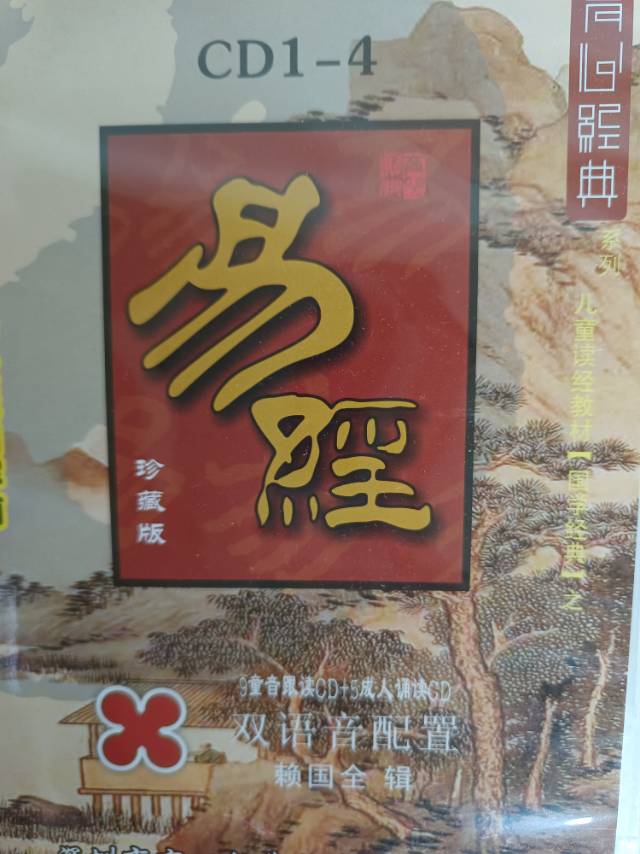 CD1-4
易經
珍藏版
经典
系列
儿童读经教材【国学经典】之
9童音跟读CD+5成人诵读CD
双语音配置
赖国全 辑